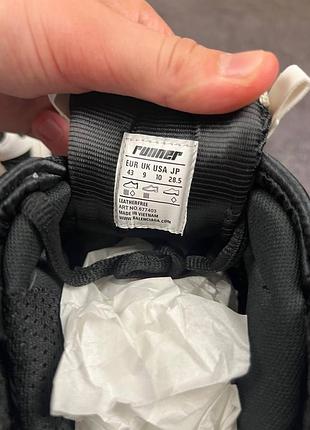 runner
EUR UK USA JP
43 9 10 28.5
LEATHERFREE
ART.NO.677403
MADE IN VIETNAM
WWW.BALENCIAGA.COM